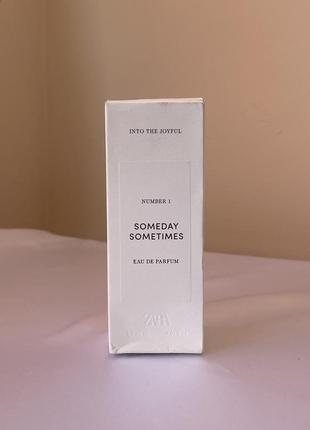 INTO THE JOYFUL
NUMBER 1
SOMEDAY
SOMETIMES
EAU DE PARFUM
ZARA